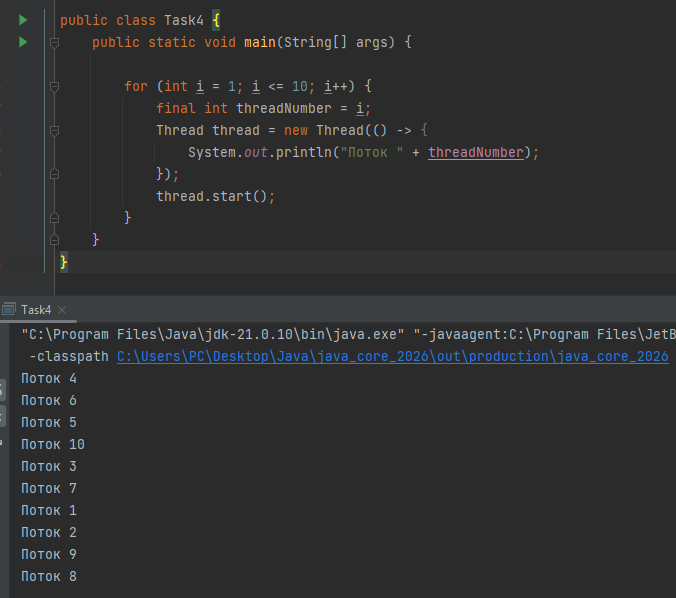 public class Task4 {
public static void main(String[] args) {
for (int i = 1; i <= 10; i++) {
final int threadNumber = i;
Thread thread = new Thread(() -> {
System.out.println("Поток " + threadNumber);
});
thread.start();
}
}
}
Task4
"C:\Program Files\Java\jdk-21.0.10\bin\java.exe" "-javaagent:C:\Program Files\JetB
-classpath C:\Users\PC\Desktop\Java\java_core_2026\out\production\java_core_2026
Поток 4
Поток 6
Поток 5
Поток 10
Поток 3
Поток 7
Поток 1
Поток 2
Поток 9
Поток 8